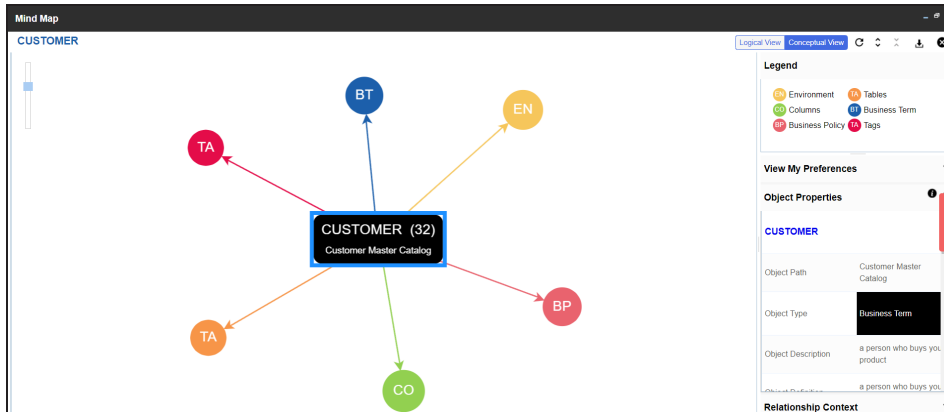 Mind Map
CUSTOMER
Logical View Conceptual View
BT
EN
TA
CUSTOMER (32)
Customer Master Catalog
BP
TA
CO
Legend
EN Environment TA Tables
CO Columns BT Business Term
BP Business Policy TA Tags
View My Preferences
Object Properties
CUSTOMER
Object Path Customer Master
Catalog
Object Type Business Term
Object Description a person who buys you
product
Object Definition a person who buys you
Relationship Context